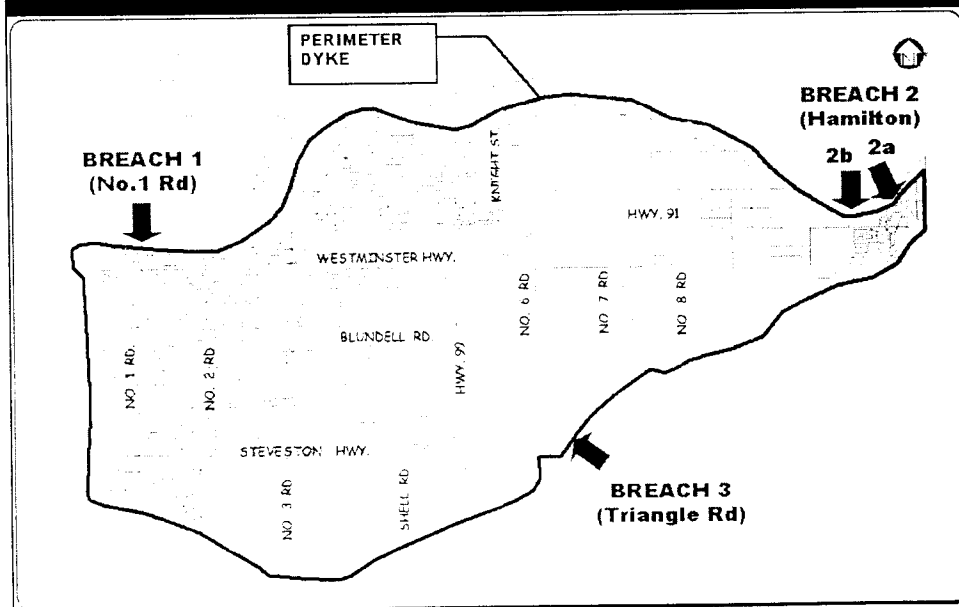 PERIMETER
DYKE
N
BREACH 2
(Hamilton)
2b 2a
BREACH 1
(No.1 Rd)
KNIGHT ST.
HWY. 91
WESTMINSTER HWY.
NO. 6 RD
NO. 7 RD
NO. 8 RD
BLUNDELL RD.
HWY. 99
NO. 1 RD.
NO. 2 RD
STEVESTON HWY.
NO. 3 RD
SHELL RD
BREACH 3
(Triangle Rd)